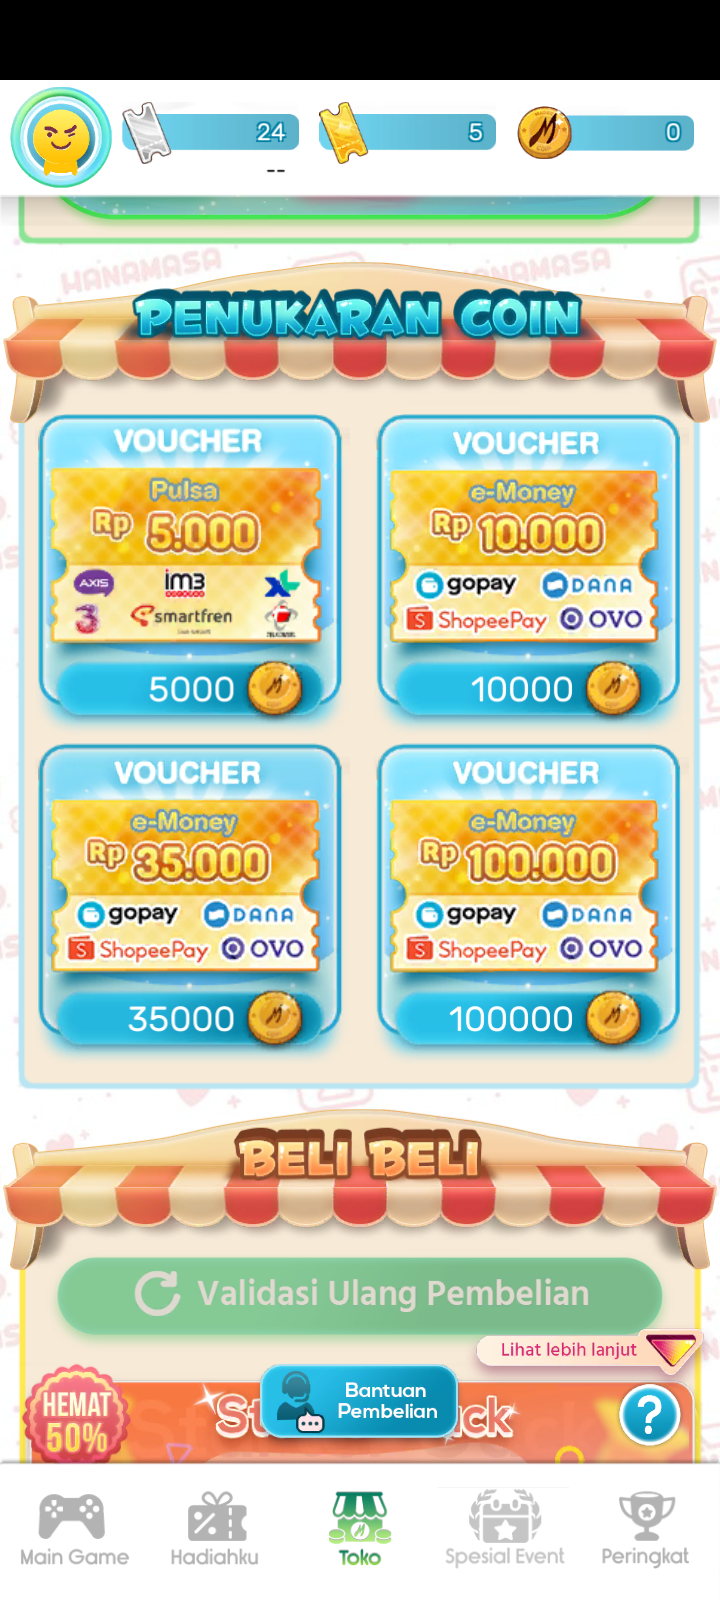 24
5
0
--
HANAMASA
HANAMASA
PENUKARAN COIN
VOUCHER
Pulsa
Rp 5.000
AXIS
im3
XL
3
smartfren
5000
VOUCHER
e-Money
Rp 10.000
gopay
DANA
ShopeePay
OVO
10000
VOUCHER
e-Money
Rp 35.000
gopay
DANA
ShopeePay
OVO
35000
VOUCHER
e-Money
Rp 100.000
gopay
DANA
ShopeePay
OVO
100000
BELI BELI
Validasi Ulang Pembelian
Lihat lebih lanjut
HEMAT
50%
Bantuan
Pembelian
?
Main Game
Hadiahku
Toko
Spesial Event
Peringkat